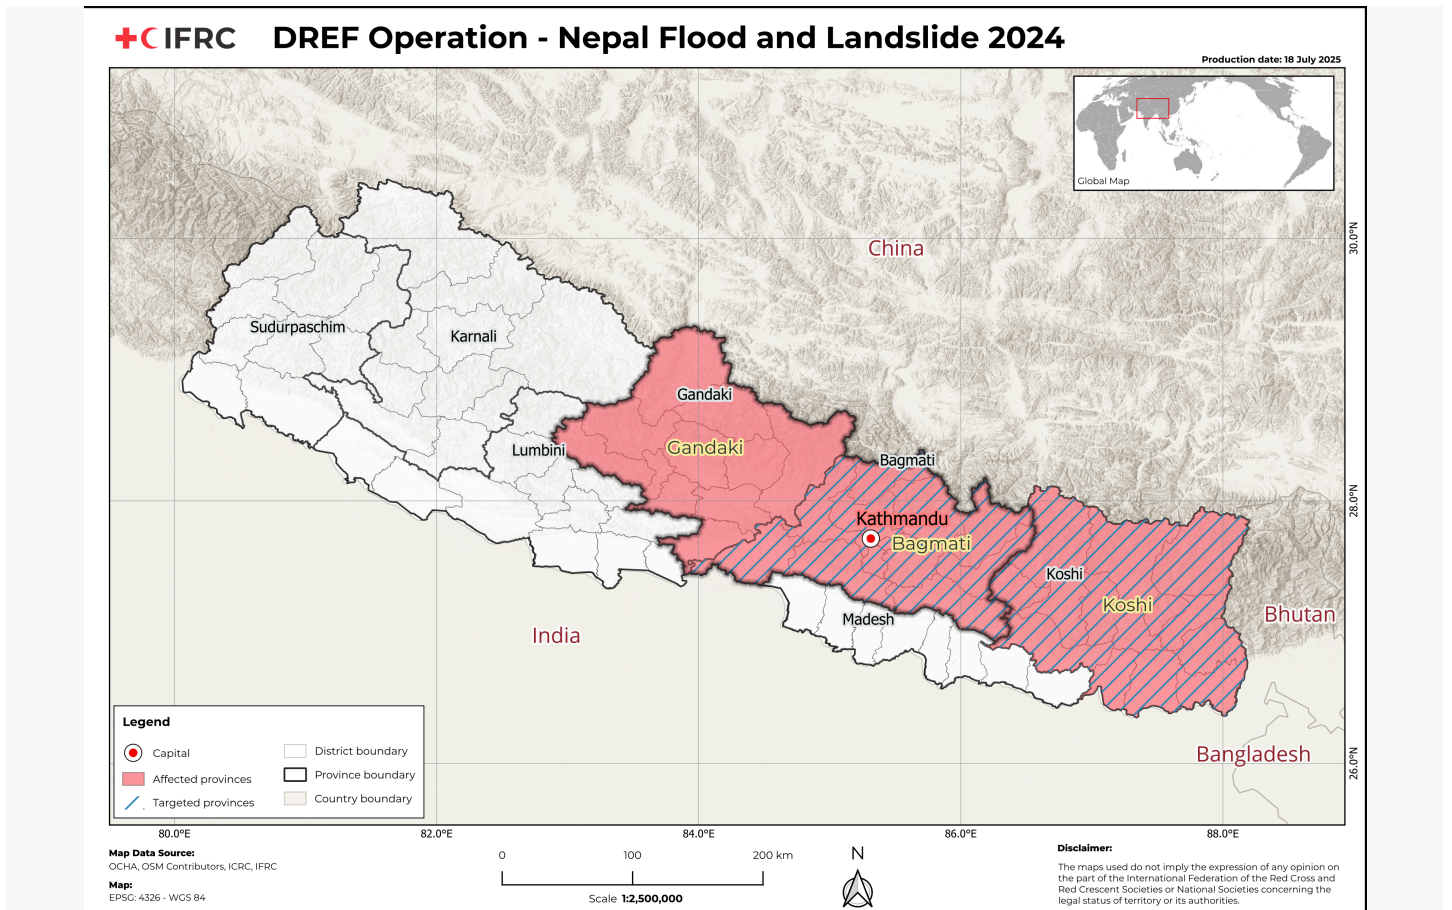 IFRC
DREF Operation - Nepal Flood and Landslide 2024
Production date: 18 July 2025
Global Map
China
30.0°N
Sudurpaschim
Karnali
Gandaki
Gandaki
Lumbini
Bagmati
28.0°N
Kathmandu
Bagmati
Koshi
Koshi
Madesh
Bhutan
India
Bangladesh
26.0°N
Legend
Capital
Affected provinces
Targeted provinces
District boundary
Province boundary
Country boundary
80.0°E 82.0°E 84.0°E 86.0°E 88.0°E
Map Data Source:
OCHA, OSM Contributors, ICRC, IFRC
Map:
EPSG: 4326 - WGS 84
0 100 200 km
Scale 1:2,500,000
N
Disclaimer:
The maps used do not imply the expression of any opinion on
the part of the International Federation of the Red Cross and
Red Crescent Societies or National Societies concerning the
legal status of territory or its authorities.